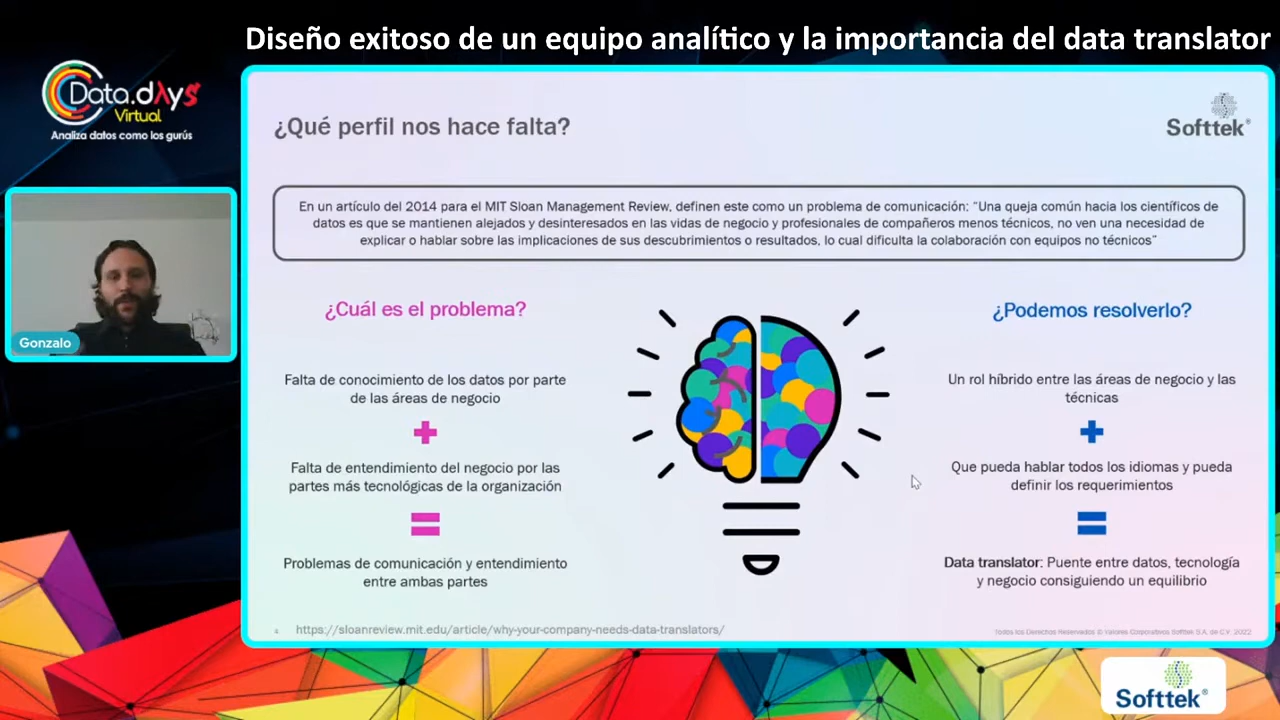 Diseño exitoso de un equipo analítico y la importancia del data translator
Data.dAys
Virtual
Analiza datos como los gurús
Gonzalo
¿Qué perfil nos hace falta?
Softtek®
En un artículo del 2014 para el MIT Sloan Management Review, definen este como un problema de comunicación: “Una queja común hacia los científicos de
datos es que se mantienen alejados y desinteresados en las vidas de negocio y profesionales de compañeros menos técnicos, no ven una necesidad de
explicar o hablar sobre las implicaciones de sus descubrimientos o resultados, lo cual dificulta la colaboración con equipos no técnicos”
¿Cuál es el problema?
Falta de conocimiento de los datos por parte
de las áreas de negocio
+
Falta de entendimiento del negocio por las
partes más tecnológicas de la organización
=
Problemas de comunicación y entendimiento
entre ambas partes
¿Podemos resolverlo?
Un rol híbrido entre las áreas de negocio y las
técnicas
+
Que pueda hablar todos los idiomas y pueda
definir los requerimientos
=
Data translator: Puente entre datos, tecnología
y negocio consiguiendo un equilibrio
https://sloanreview.mit.edu/article/why-your-company-needs-data-translators/
Todos los Derechos Reservados © Valores Corporativos Softtek S.A. de C.V. 2022
Softtek®